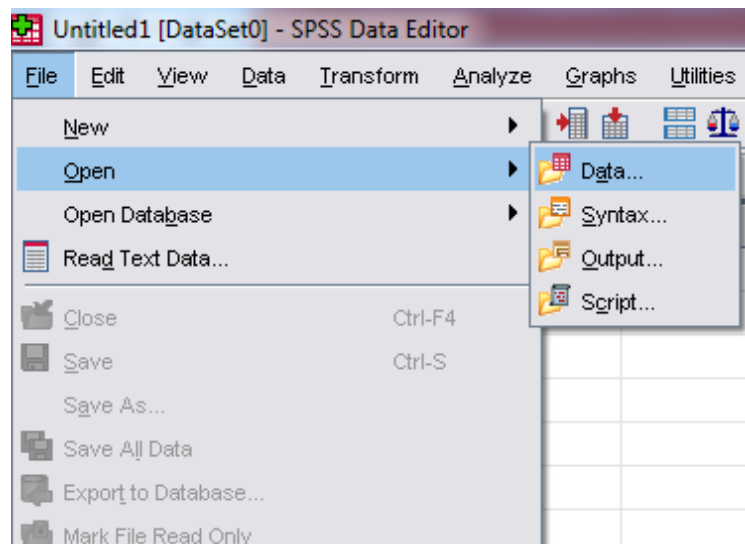 Untitled1 [DataSet0] - SPSS Data Editor
File Edit View Data Transform Analyze Graphs Utilities
New
Open
Open Database
Read Text Data...
Close Ctrl-F4
Save Ctrl-S
Save As...
Save All Data
Export to Database...
Mark File Read Only
Data...
Syntax...
Output...
Script...